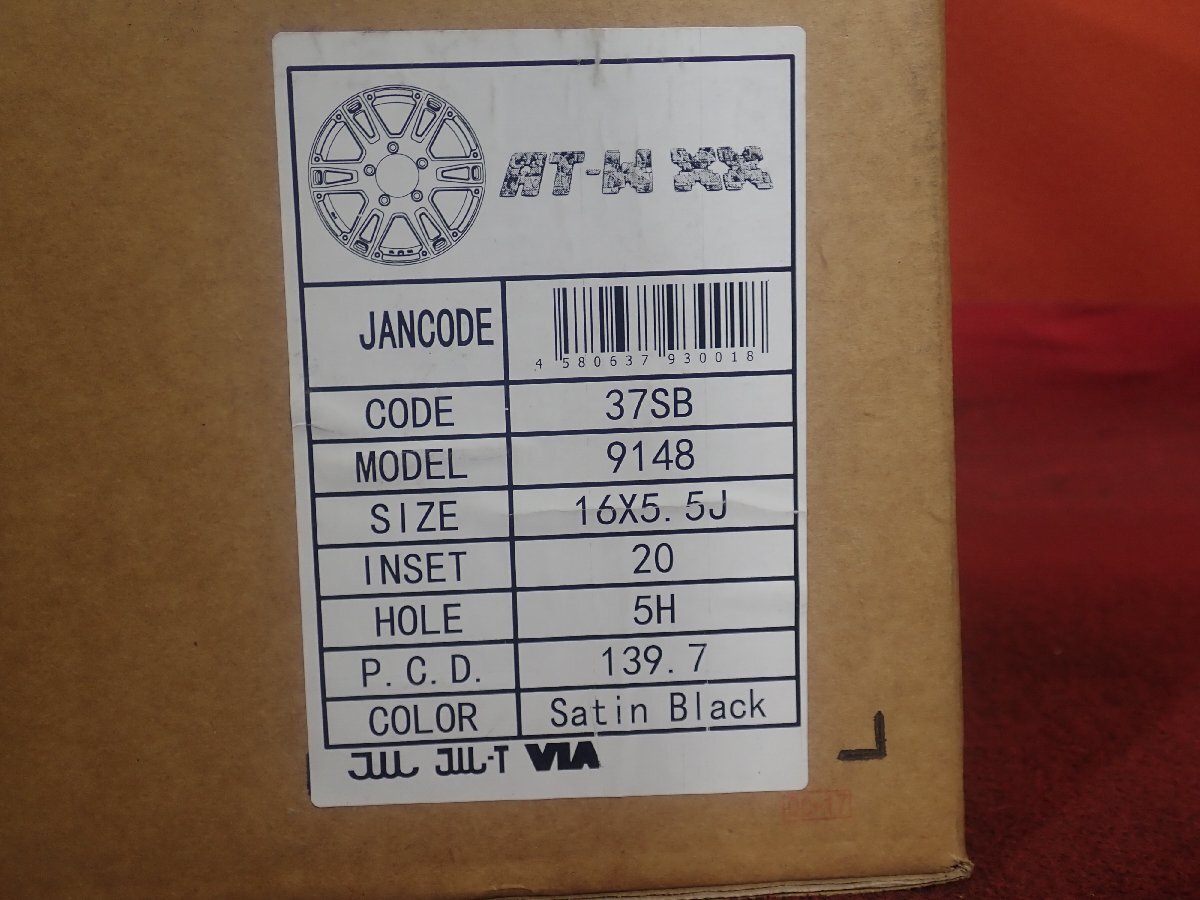 AT-W XX
JANCODE
4 580637 930018
CODE 37SB
MODEL 9148
SIZE 16X5.5J
INSET 20
HOLE 5H
P.C.D. 139.7
COLOR Satin Black
JWL JWL-T VIA